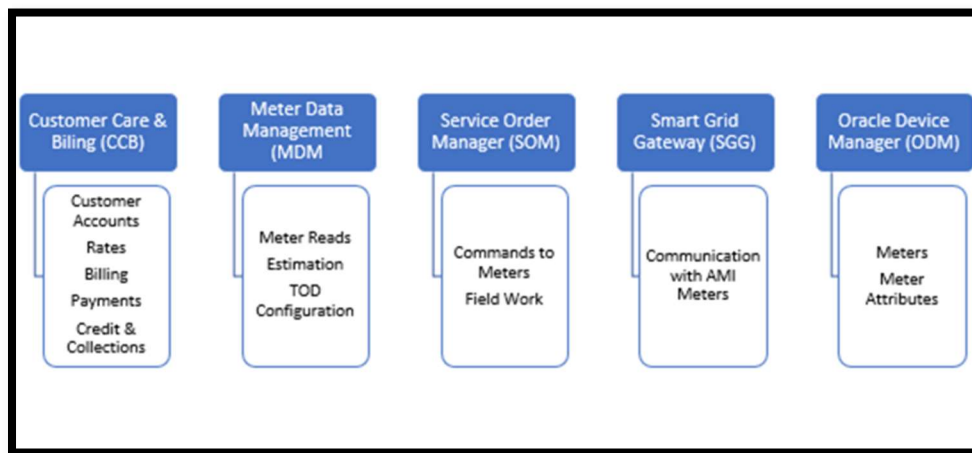 Customer Care &
Biling (CCB)
Customer
Accounts
Rates
Billing
Payments
Credit &
Collections
Meter Data
Management
(MDM
Meter Reads
Estimation
TOD
Configuration
Service Order
Manager (SOM)
Commands to
Meters
Field Work
Smart Grid
Gateway (SGG)
Communication
with AMI
Meters
Oracle Device
Manager (ODM)
Meters
Meter
Attributes